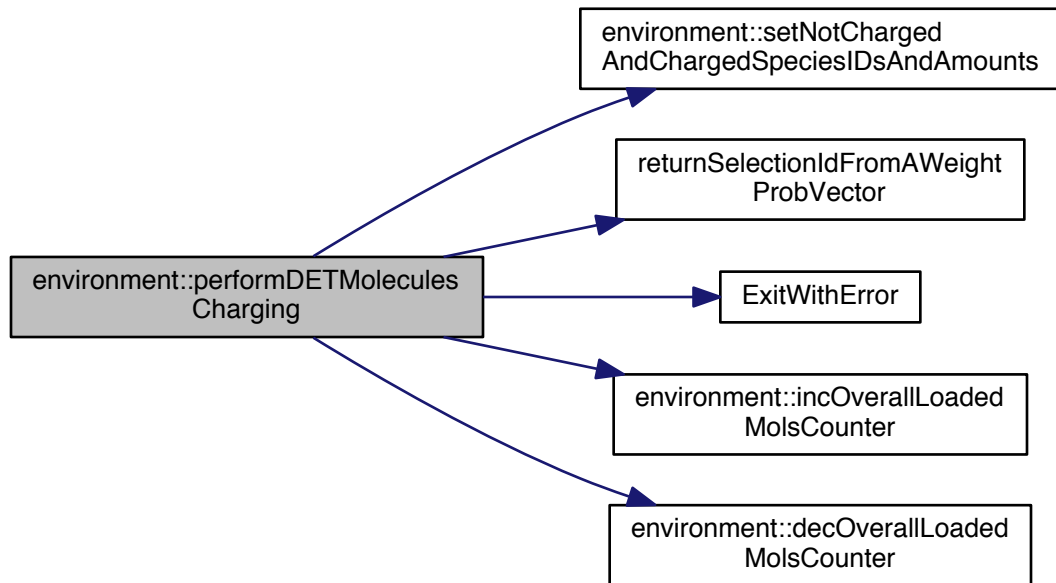 environment::setNotCharged
AndChargedSpeciesIDsAndAmounts
returnSelectionIdFromAWeight
ProbVector
environment::performDETMolecules
Charging
ExitWithError
environment::incOverallLoaded
MolsCounter
environment::decOverallLoaded
MolsCounter